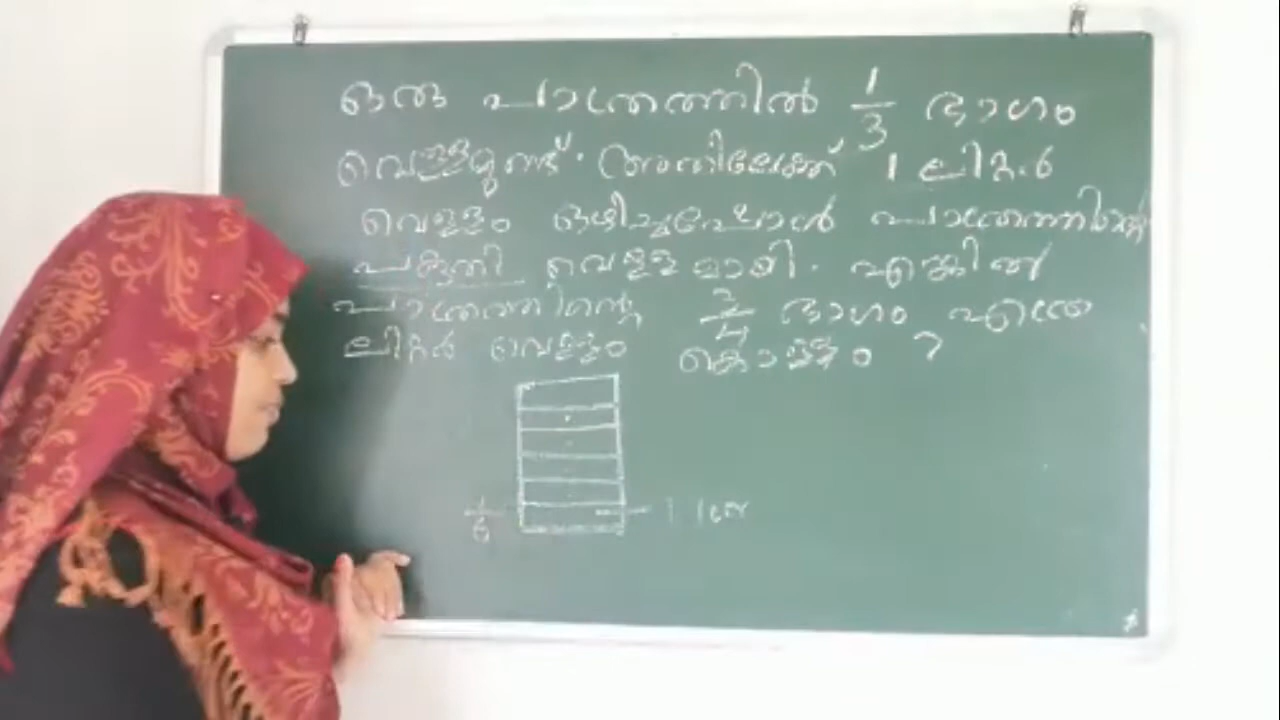 ഒരു പാത്രത്തിൽ 1/3 ഭാഗം
വെള്ളമുണ്ട്. അതിലേക്ക് 1 ലിറ്റർ
വെള്ളം ഒഴിച്ചപ്പോൾ പാത്രത്തിന്റെ
പകുതി വെള്ളമായി. എങ്കിൽ
പാത്രത്തിന്റെ 3/4 ഭാഗം എത്ര
ലിറ്റർ വെള്ളം കൊള്ളും ?
1/6 1